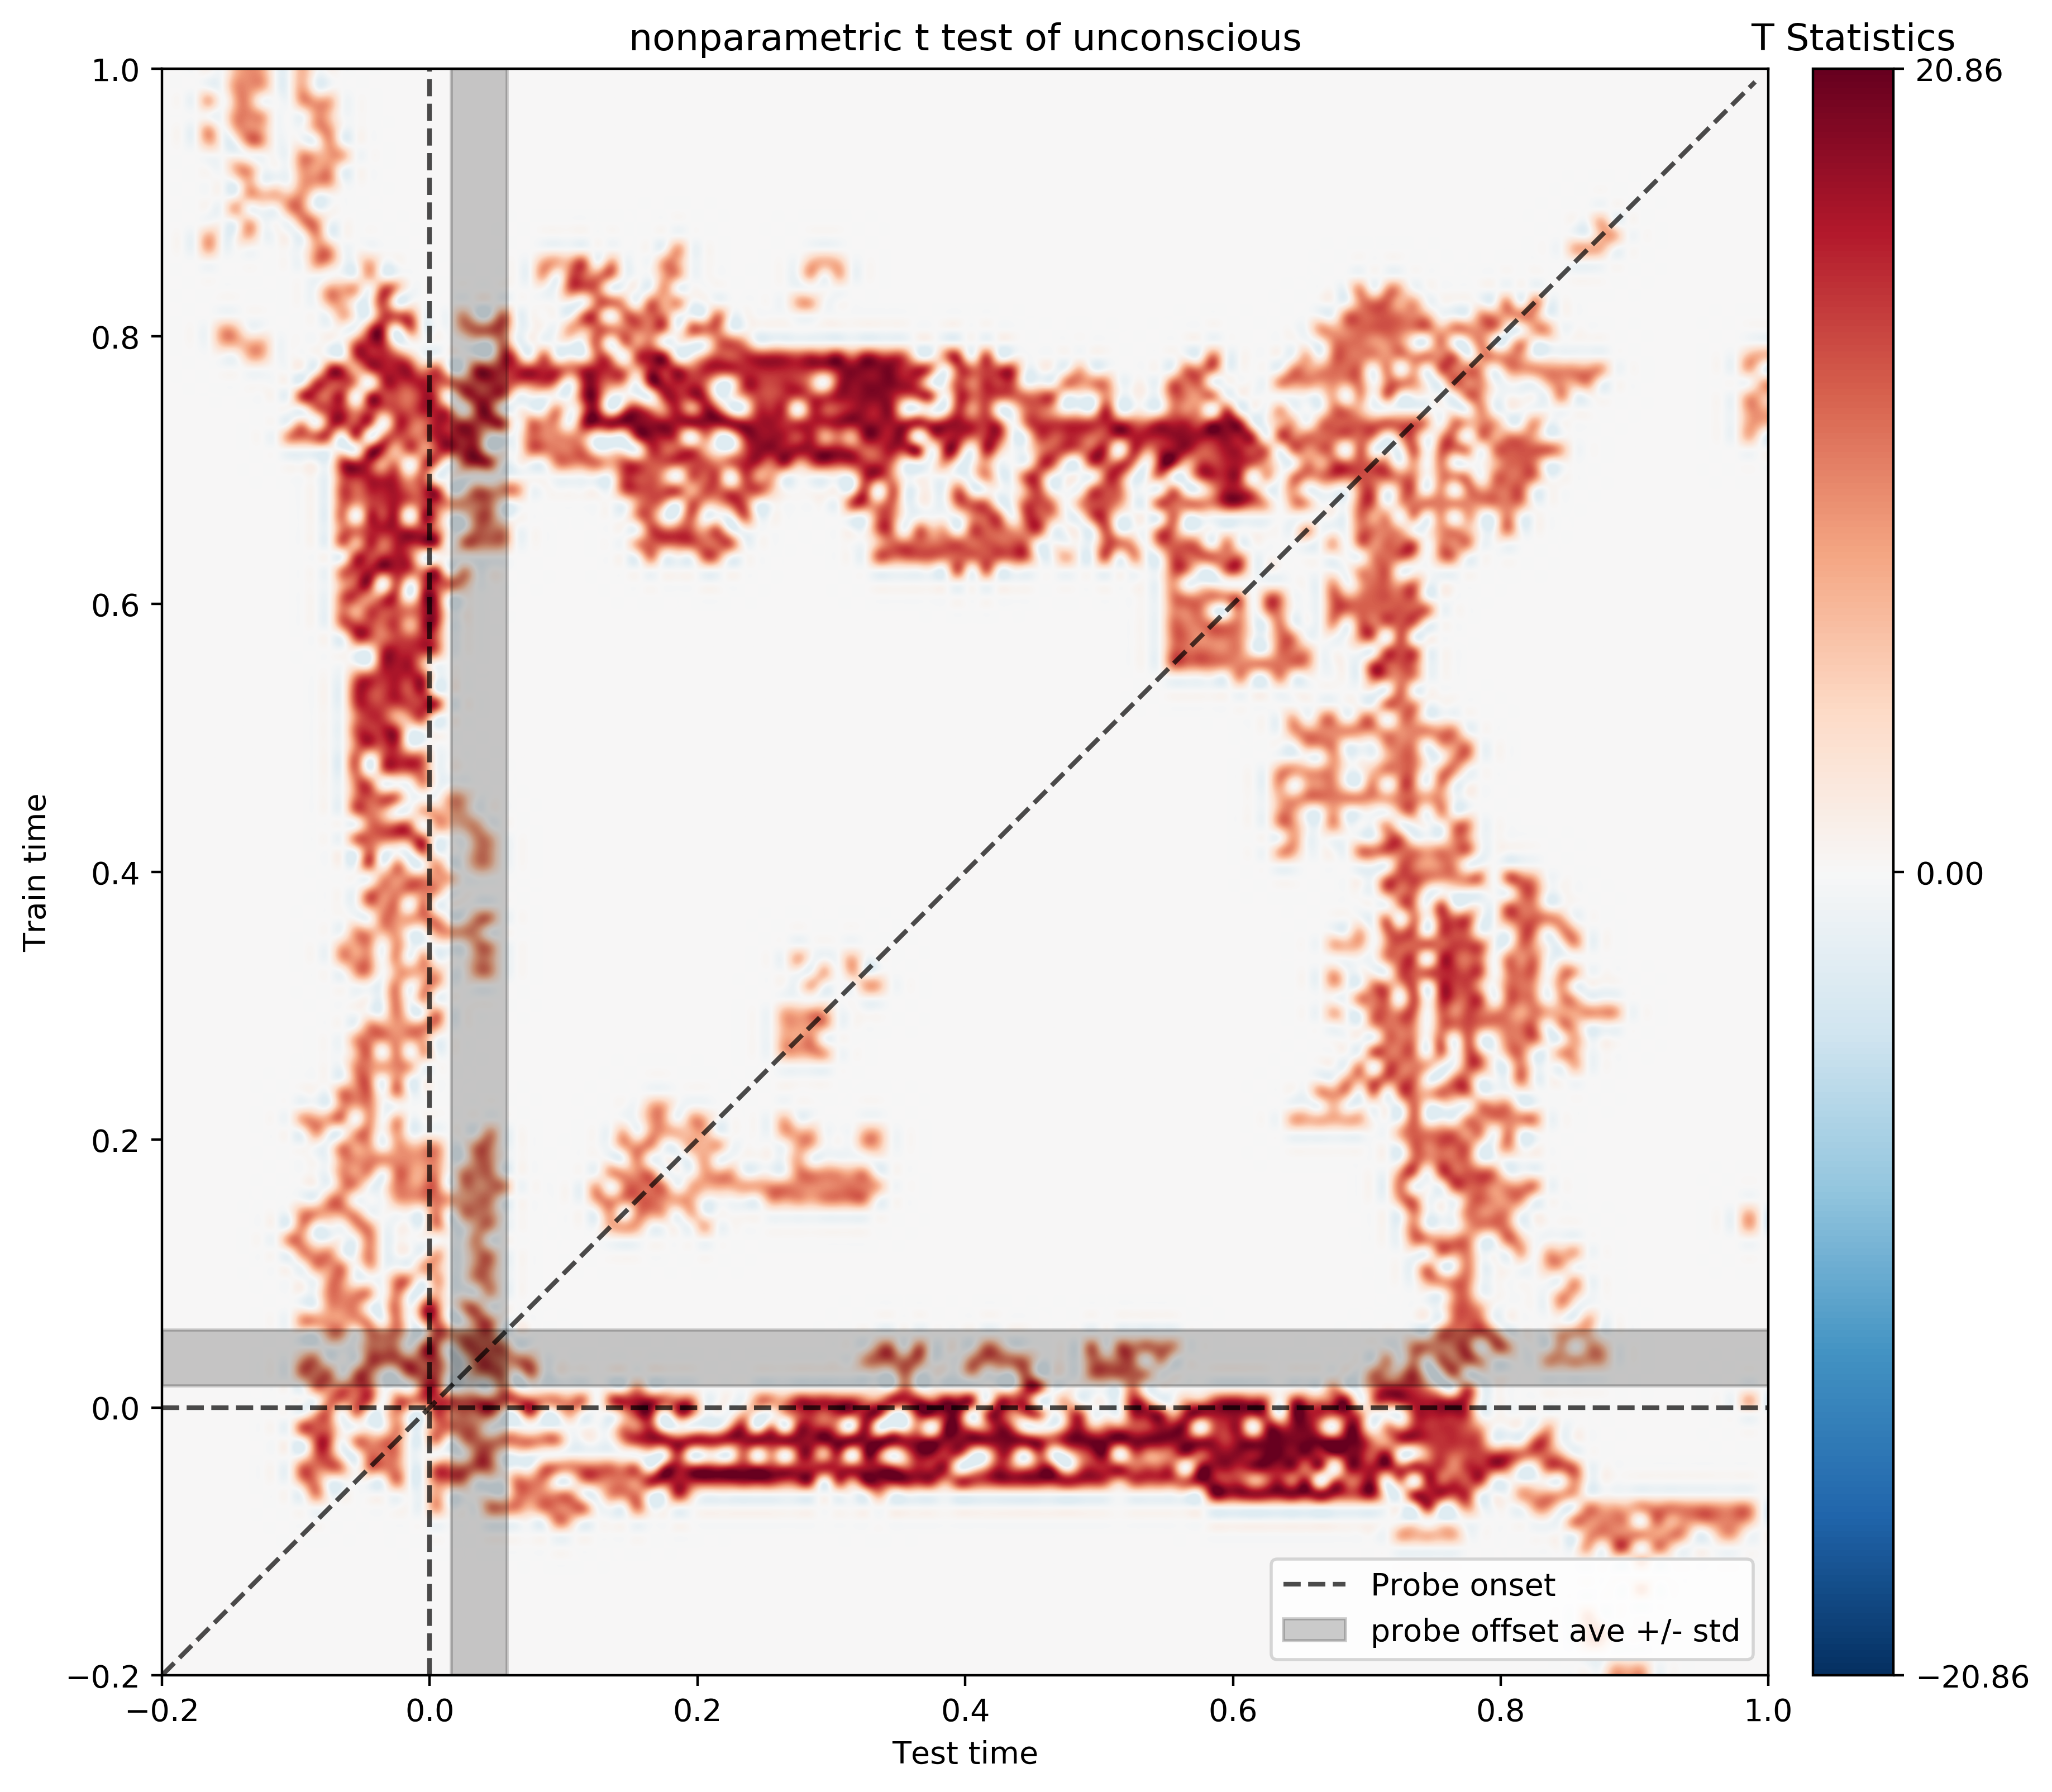 nonparametric t test of unconscious
T Statistics
20.86
0.00
−20.86
1.0
0.8
0.6
0.4
0.2
0.0
−0.2
Train time
−0.2
0.0
0.2
0.4
0.6
0.8
1.0
Test time
Probe onset
probe offset ave +/- std